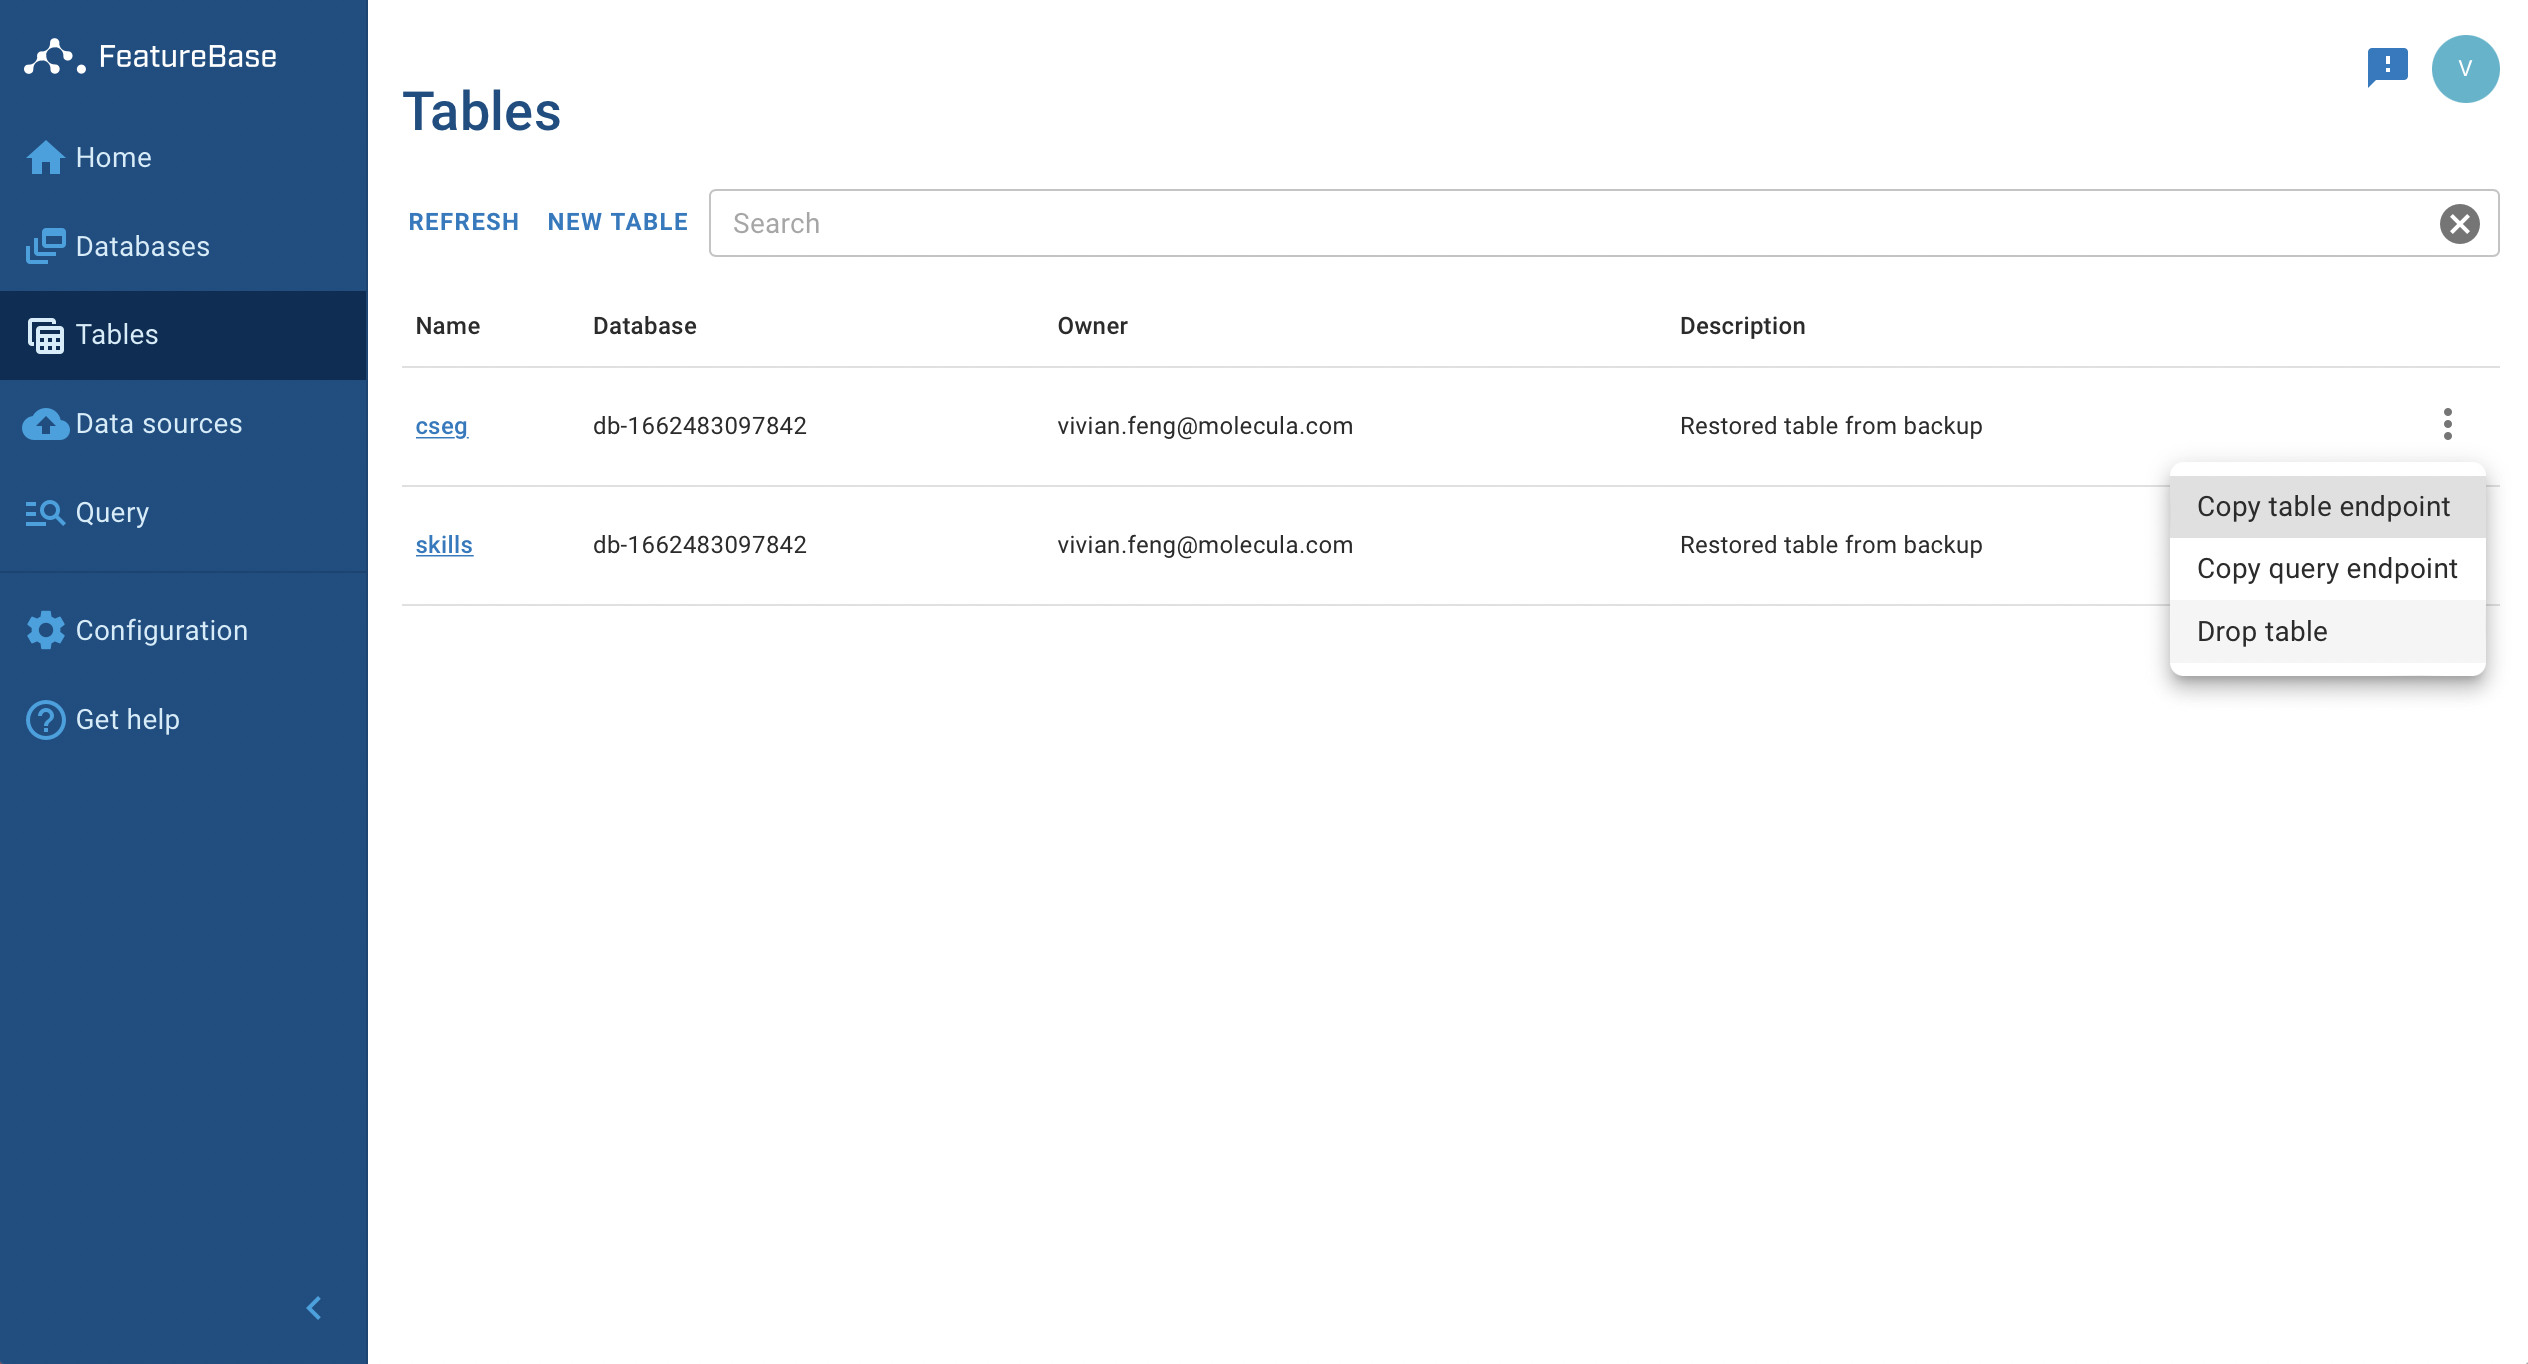 FeatureBase
Home
Databases
Tables
Data sources
Query
Configuration
Get help
V
Tables
REFRESH NEW TABLE Search
Name Database Owner Description
cseg db-1662483097842 vivian.feng@molecula.com Restored table from backup
skills db-1662483097842 vivian.feng@molecula.com Restored table from backup
Copy table endpoint
Copy query endpoint
Drop table